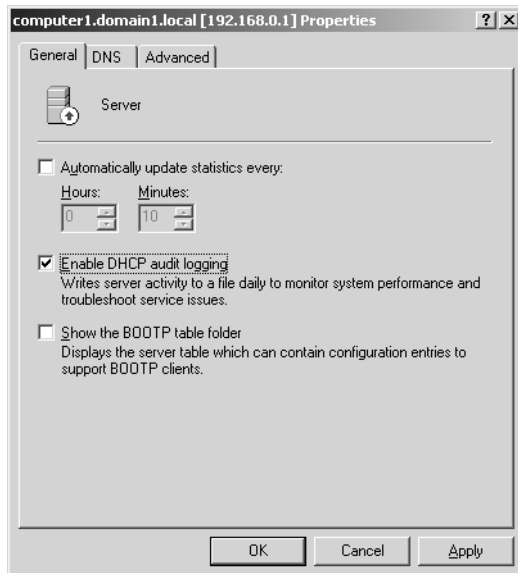 computer1.domain1.local [192.168.0.1] Properties ? x
General DNS Advanced
Server
Automatically update statistics every:
Hours: Minutes:
0 10
Enable DHCP audit logging
Writes server activity to a file daily to monitor system performance and
troubleshoot service issues.
Show the BOOTP table folder
Displays the server table which can contain configuration entries to
support BOOTP clients.
OK Cancel Apply